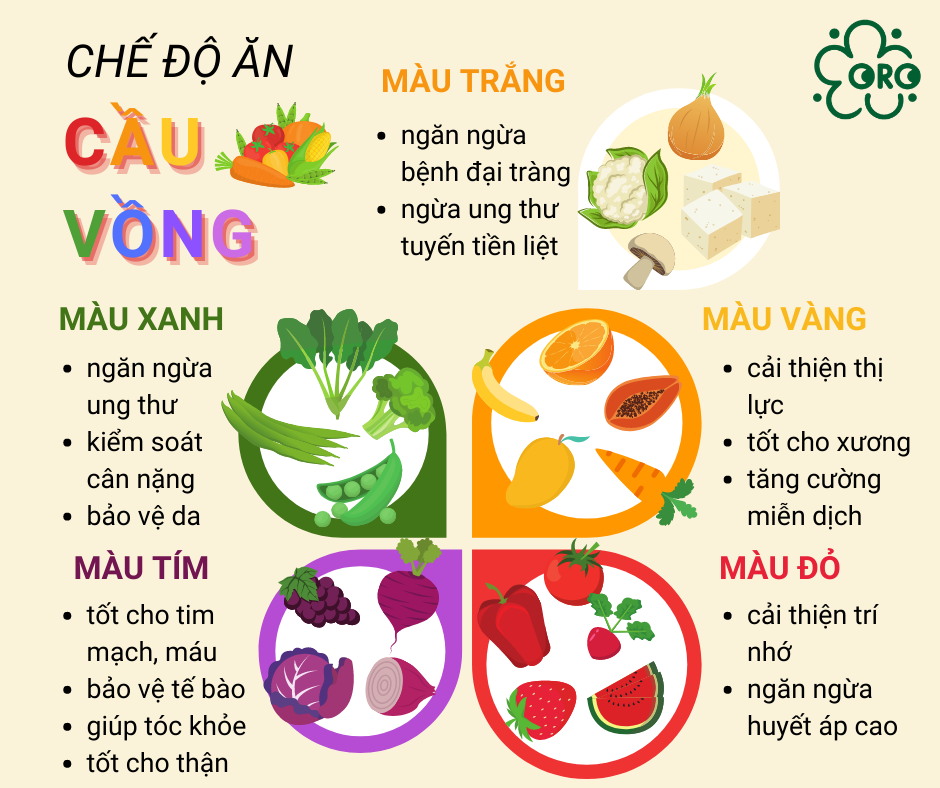 CHẾ ĐỘ ĂN
CẦU
VỒNG
ORO
MÀU TRẮNG
• ngăn ngừa
bệnh đại tràng
• ngừa ung thư
tuyến tiền liệt
MÀU XANH
• ngăn ngừa
ung thư
• kiểm soát
cân nặng
• bảo vệ da
MÀU VÀNG
• cải thiện thị
lực
• tốt cho xương
• tăng cường
miễn dịch
MÀU TÍM
• tốt cho tim
mạch, máu
• bảo vệ tế bào
• giúp tóc khỏe
• tốt cho thận
MÀU ĐỎ
• cải thiện trí
nhớ
• ngăn ngừa
huyết áp cao